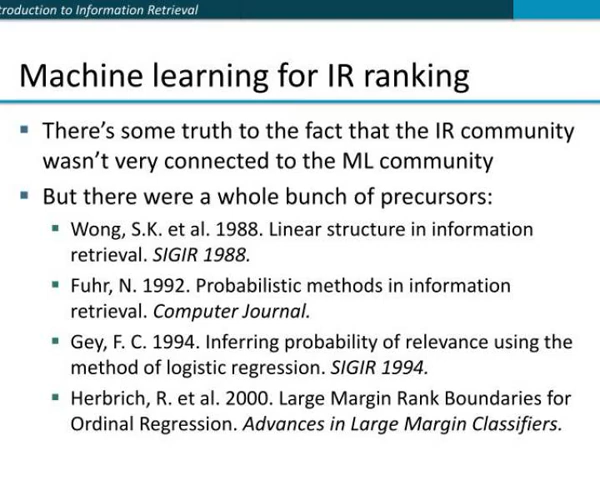 troduction to Information Retrieval
Machine learning for IR ranking
▪ There's some truth to the fact that the IR community
wasn't very connected to the ML community
▪ But there were a whole bunch of precursors:
▪ Wong, S.K. et al. 1988. Linear structure in information
retrieval. SIGIR 1988.
▪ Fuhr, N. 1992. Probabilistic methods in information
retrieval. Computer Journal.
▪ Gey, F. C. 1994. Inferring probability of relevance using the
method of logistic regression. SIGIR 1994.
▪ Herbrich, R. et al. 2000. Large Margin Rank Boundaries for
Ordinal Regression. Advances in Large Margin Classifiers.